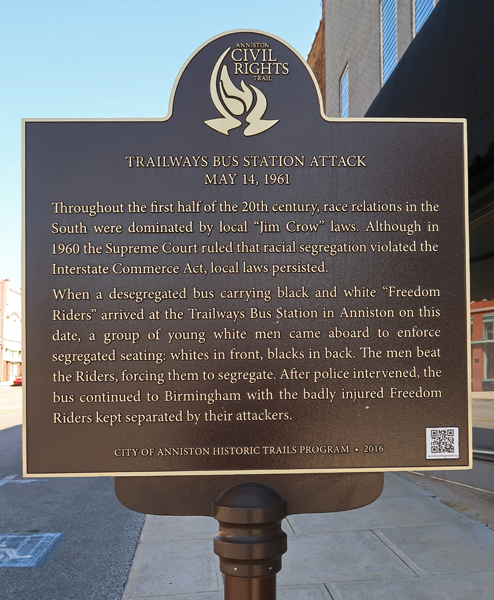 ANNISTON
CIVIL
RIGHTS
TRAIL
TRAILWAYS BUS STATION ATTACK
MAY 14, 1961
Throughout the first half of the 20th century, race relations in the
South were dominated by local “Jim Crow” laws. Although in
1960 the Supreme Court ruled that racial segregation violated the
Interstate Commerce Act, local laws persisted.
When a desegregated bus carrying black and white “Freedom
Riders” arrived at the Trailways Bus Station in Anniston on this
date, a group of young white men came aboard to enforce
segregated seating: whites in front, blacks in back. The men beat
the Riders, forcing them to segregate. After police intervened, the
bus continued to Birmingham with the badly injured Freedom
Riders kept separated by their attackers.
CITY OF ANNISTON HISTORIC TRAILS PROGRAM • 2016